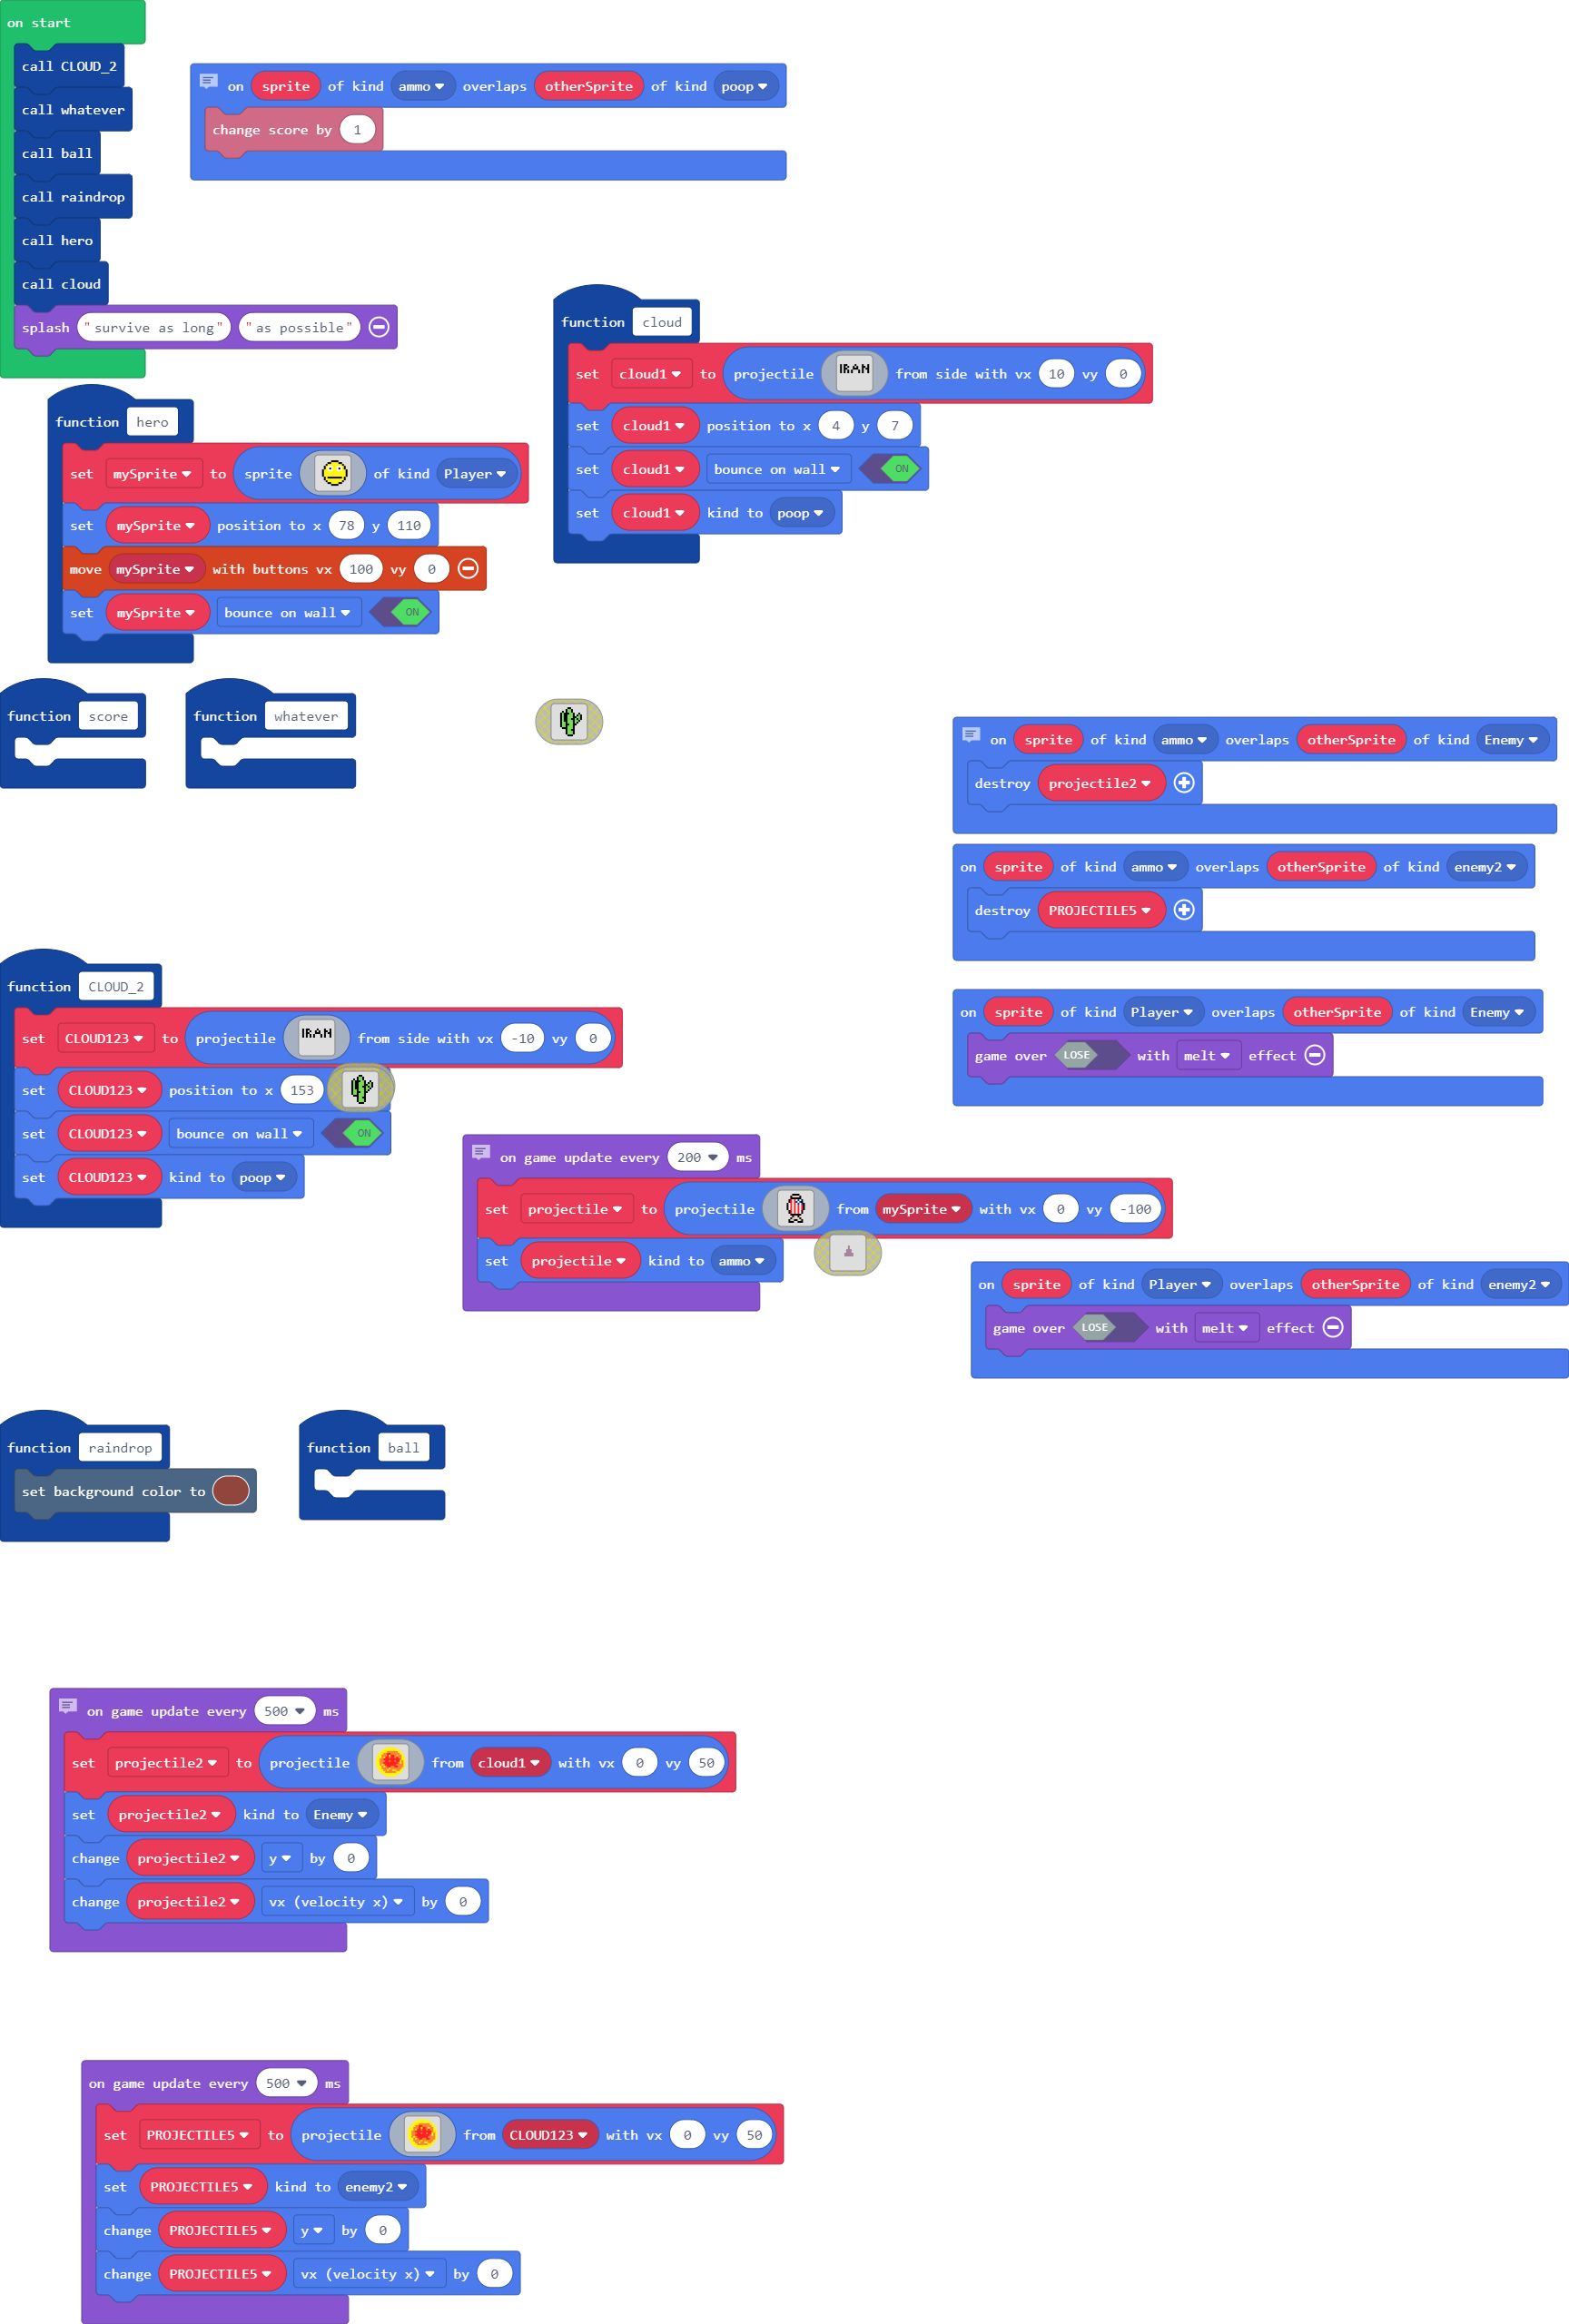 on start
call CLOUD_2
call whatever
call ball
call raindrop
call hero
call cloud
splash "survive as long" "as possible"
on sprite of kind ammo overlaps otherSprite of kind poop
change score by 1
function cloud
set cloud1 to projectile IRAN from side with vx 10 vy 0
set cloud1 position to x 4 y 7
set cloud1 bounce on wall ON
set cloud1 kind to poop
function hero
set mySprite to sprite of kind Player
set mySprite position to x 78 y 110
move mySprite with buttons vx 100 vy 0
set mySprite bounce on wall ON
function score
function whatever
on sprite of kind ammo overlaps otherSprite of kind Enemy
destroy projectile2
on sprite of kind ammo overlaps otherSprite of kind enemy2
destroy PROJECTILE5
on sprite of kind Player overlaps otherSprite of kind Enemy
game over LOSE with melt effect
function CLOUD_2
set CLOUD123 to projectile IRAN from side with vx -10 vy 0
set CLOUD123 position to x 153
set CLOUD123 bounce on wall ON
set CLOUD123 kind to poop
on game update every 200 ms
set projectile to projectile from mySprite with vx 0 vy -100
set projectile kind to ammo
on sprite of kind Player overlaps otherSprite of kind enemy2
game over LOSE with melt effect
function raindrop
set background color to
function ball
on game update every 500 ms
set projectile2 to projectile from cloud1 with vx 0 vy 50
set projectile2 kind to Enemy
change projectile2 y by 0
change projectile2 vx (velocity x) by 0
on game update every 500 ms
set PROJECTILE5 to projectile from CLOUD123 with vx 0 vy 50
set PROJECTILE5 kind to enemy2
change PROJECTILE5 y by 0
change PROJECTILE5 vx (velocity x) by 0